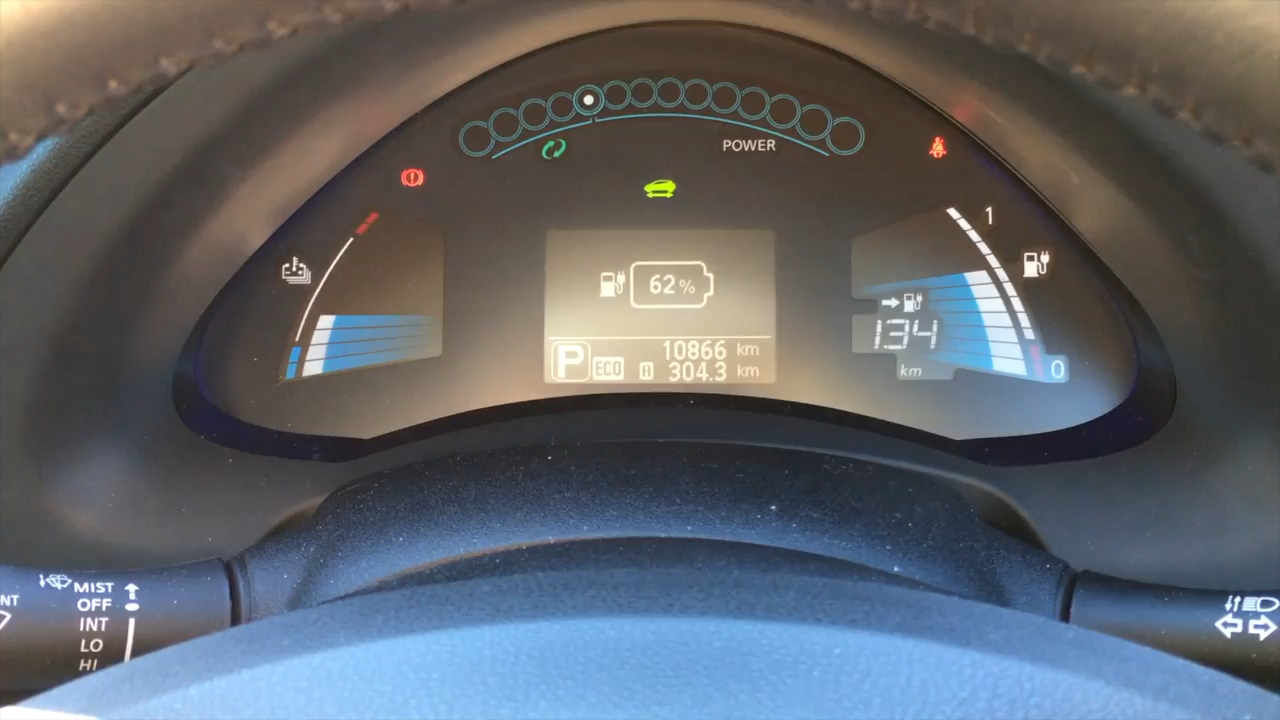 POWER
1
62%
134
km
0
P ECO
10866 km
A 304.3 km
NT
MIST
OFF
INT
LO
HI